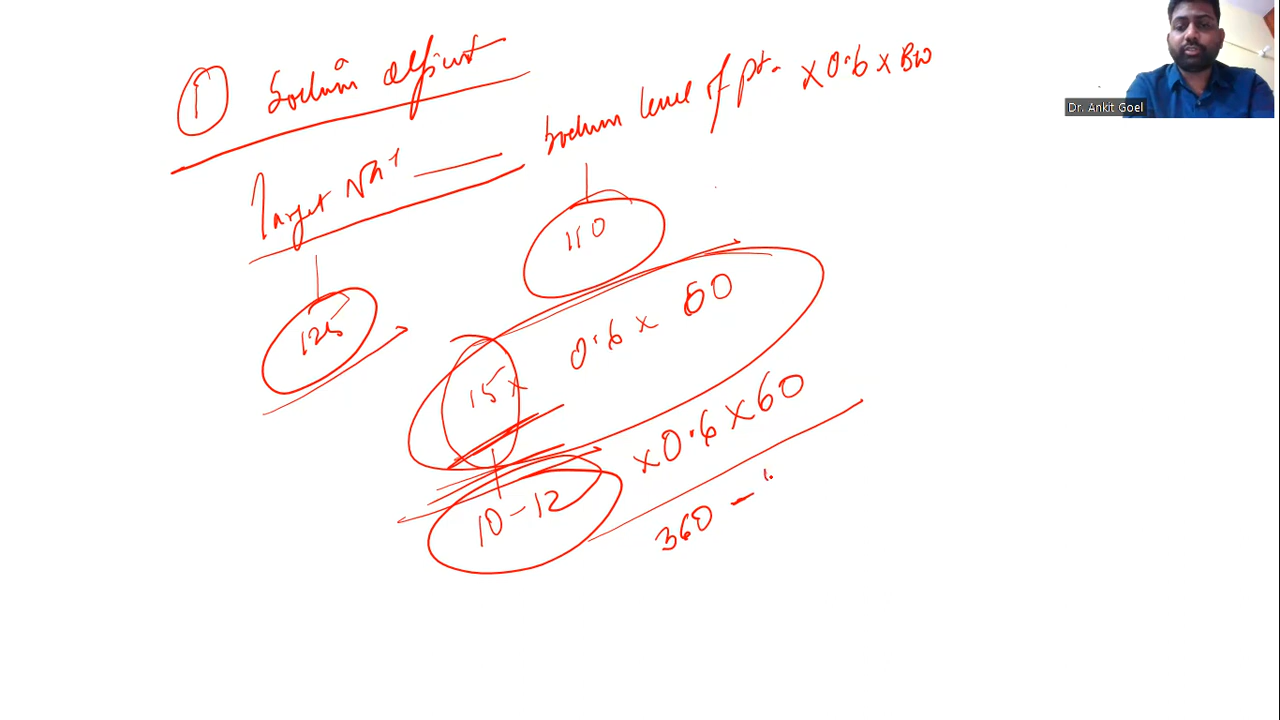 ① Sodium deficit
Target Na+ — Sodium level of pt. x 0.6 x BW
125
110
15 x 0.6 x 60
10-12 x 0.6 x 60
360 -
Dr. Ankit Goel